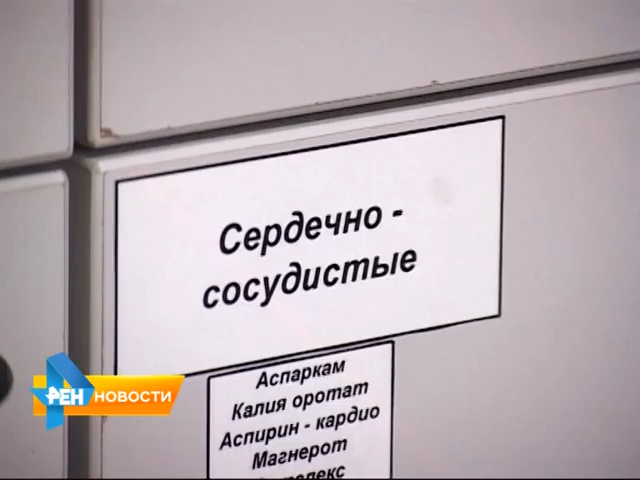 Сердечно -
сосудистые
Аспаркам
Калия оротат
Аспирин - кардио
Магнерот
РЕН НОВОСТИ